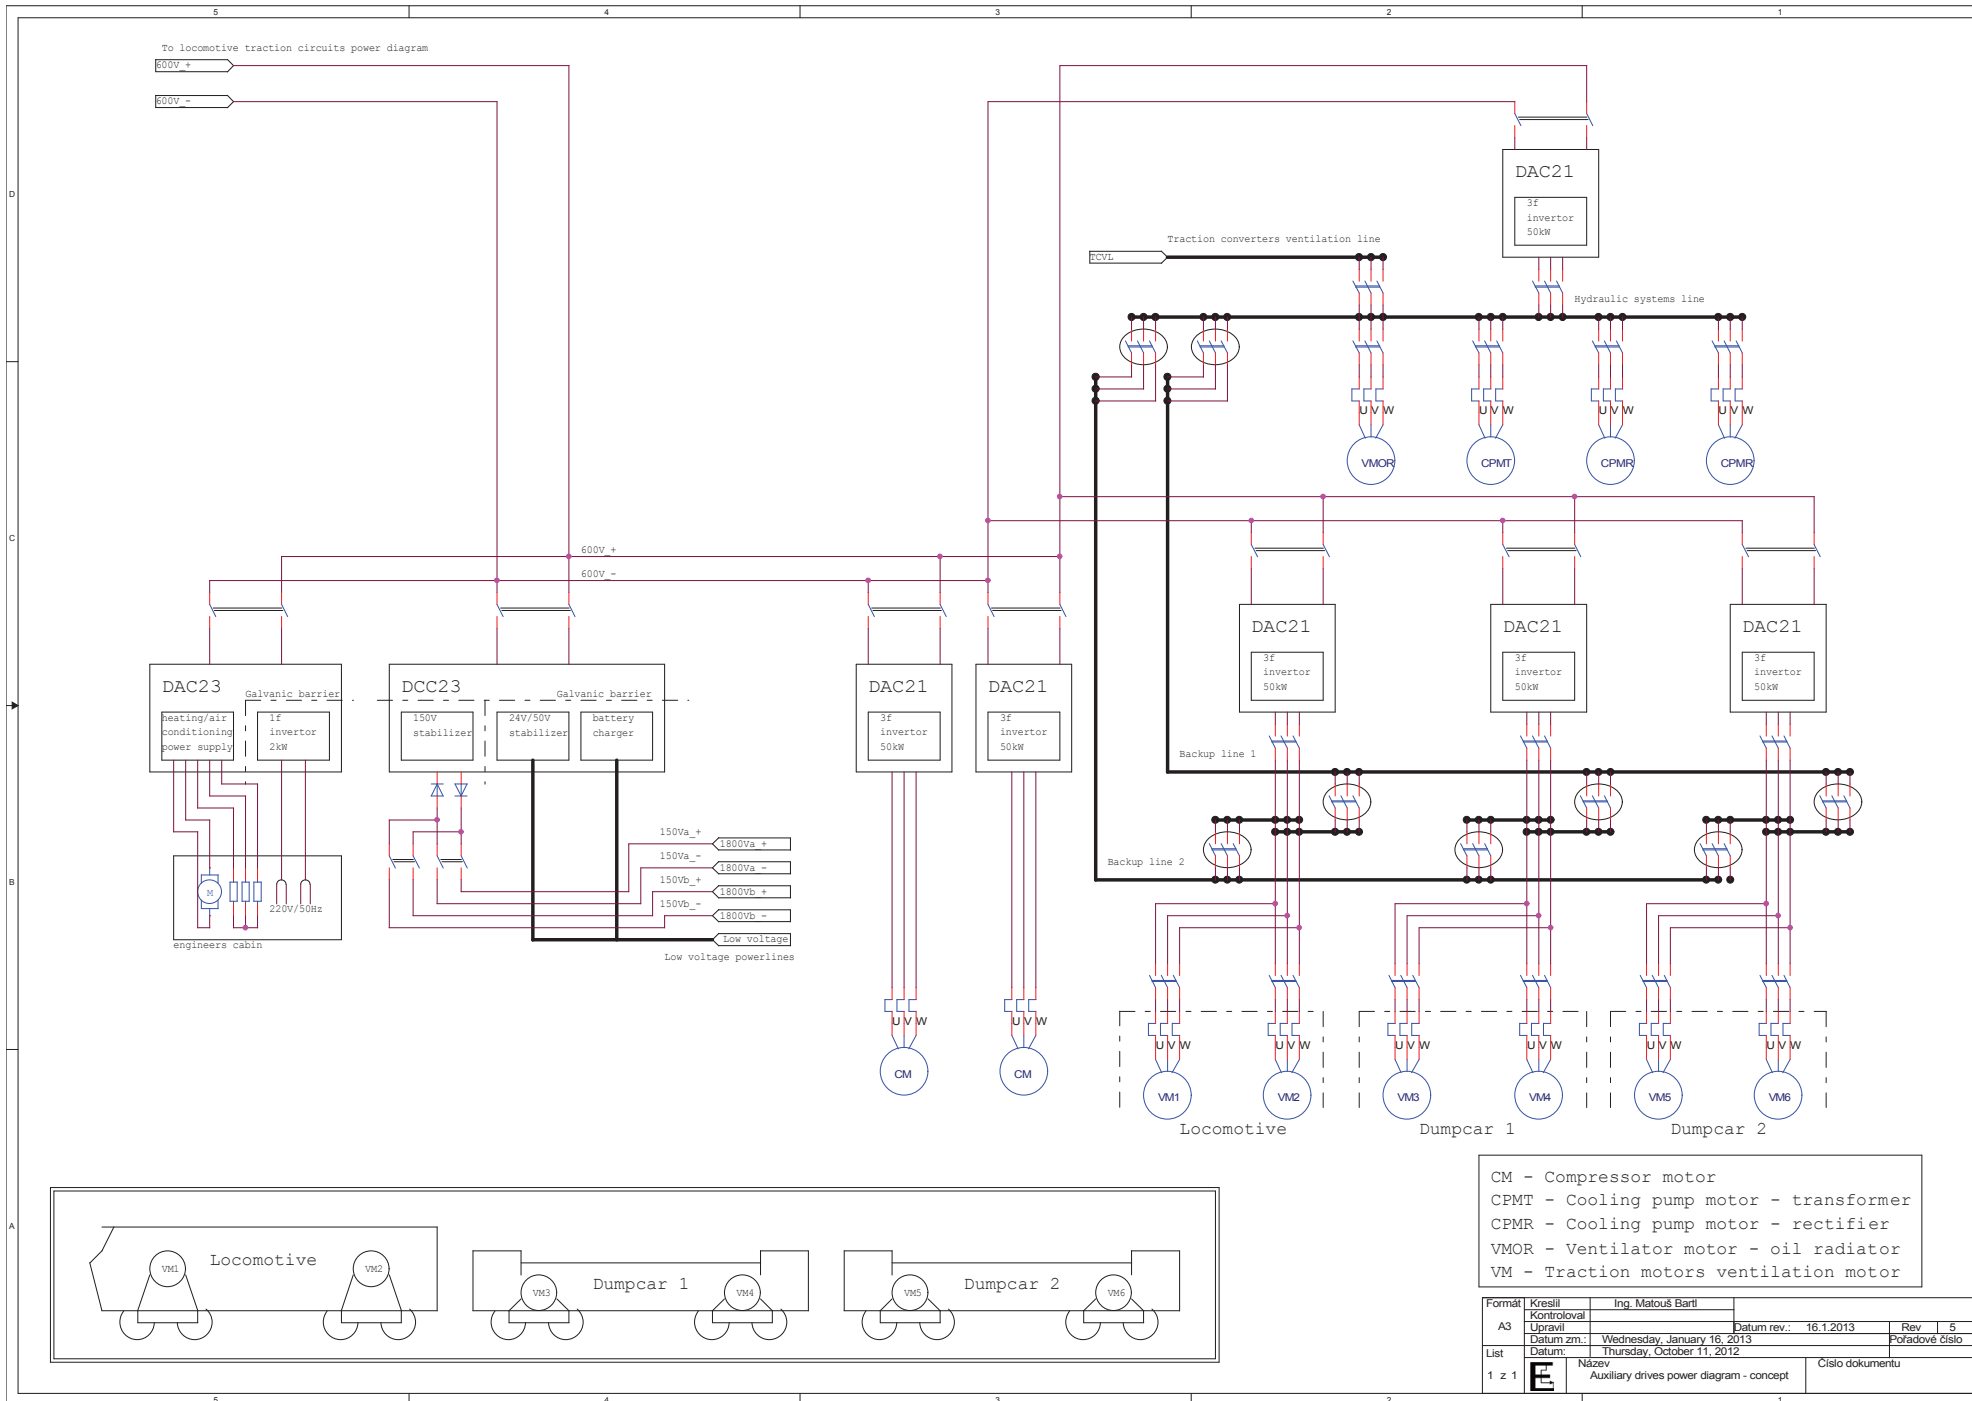 5 4 3 2 1
To locomotive traction circuits power diagram
600V_+
600V_-
D
DAC21
3f
invertor
50kW
Traction converters ventilation line
TCVL
Hydraulic systems line
U V W
U V W
U V W
U V W
VMOR
CPMT
CPMR
CPMR
C
600V_+
600V_-
DAC21
3f
invertor
50kW
DAC21
3f
invertor
50kW
DAC21
3f
invertor
50kW
DAC23
Galvanic barrier
heating/air
conditioning
power supply
1f
invertor
2kW
DCC23
Galvanic barrier
150V
stabilizer
24V/50V
stabilizer
battery
charger
DAC21
3f
invertor
50kW
DAC21
3f
invertor
50kW
Backup line 1
Backup line 2
B
150Va_+
1800Va_+
150Va_-
1800Va_-
150Vb_+
1800Vb_+
150Vb_-
1800Vb_-
Low voltage
Low voltage powerlines
M
220V/50Hz
engineers cabin
U V W
U V W
CM
CM
U V W
U V W
U V W
U V W
U V W
U V W
VM1
VM2
VM3
VM4
VM5
VM6
Locomotive
Dumpcar 1
Dumpcar 2
A
Locomotive
VM1
VM2
Dumpcar 1
VM3
VM4
Dumpcar 2
VM5
VM6
CM - Compressor motor
CPMT - Cooling pump motor - transformer
CPMR - Cooling pump motor - rectifier
VMOR - Ventilator motor - oil radiator
VM - Traction motors ventilation motor
Formát
A3
Kreslil Ing. Matouš Bartl
Kontroloval
Upravil Datum rev.: 16.1.2013 Rev 5
Datum zm.: Wednesday, January 16, 2013 Pořadové číslo
List
Datum: Thursday, October 11, 2012
1 z 1
Název
Auxiliary drives power diagram - concept
Číslo dokumentu
5 4 3 2 1